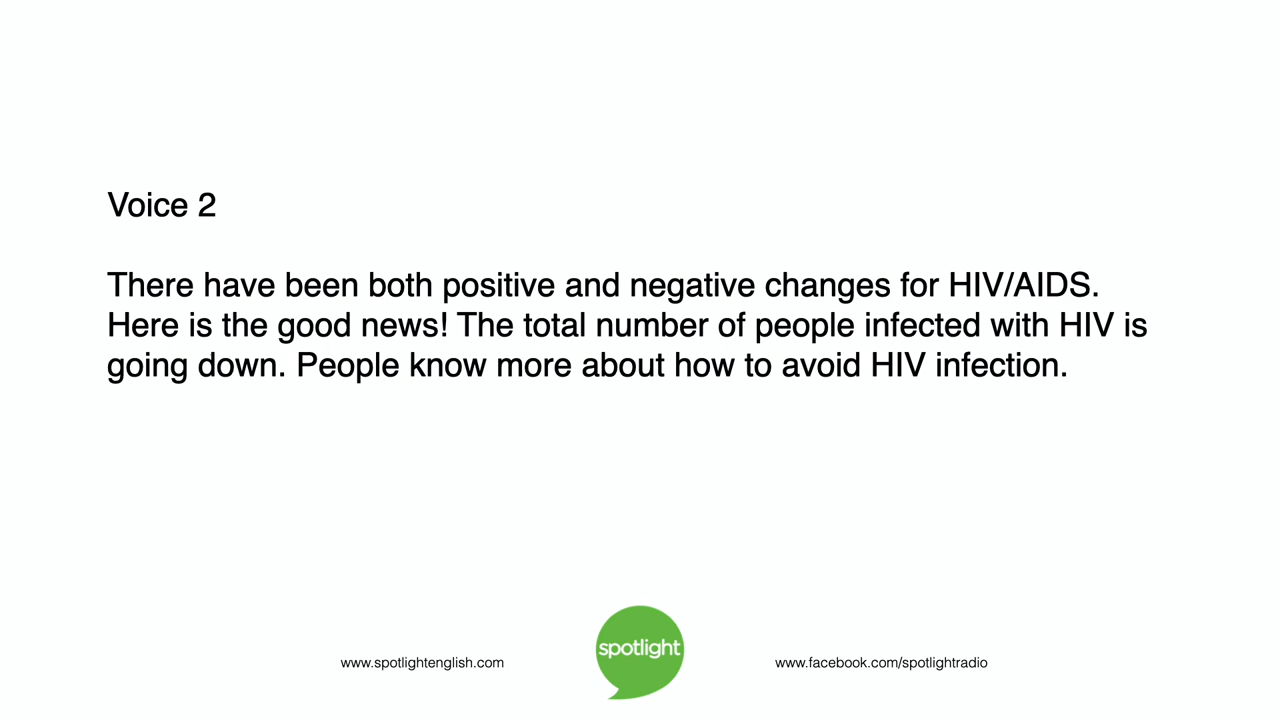 Voice 2
There have been both positive and negative changes for HIV/AIDS.
Here is the good news! The total number of people infected with HIV is
going down. People know more about how to avoid HIV infection.
spotlight
www.spotlightenglish.com
www.facebook.com/spotlightradio